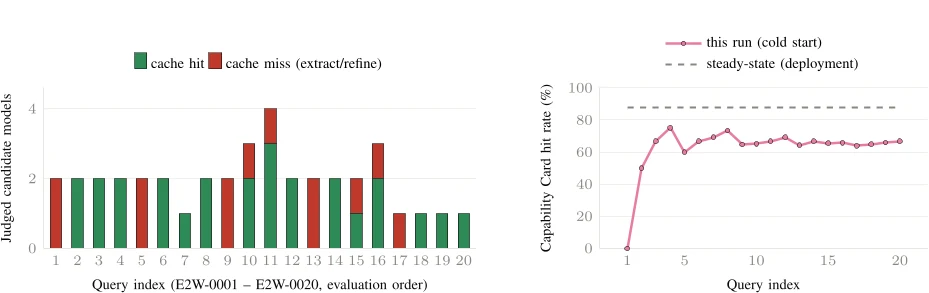 cache hit cache miss (extract/refine)
Judged candidate models
4
2
0
1 2 3 4 5 6 7 8 9 10 11 12 13 14 15 16 17 18 19 20
Query index (E2W-0001 – E2W-0020, evaluation order)
this run (cold start)
steady-state (deployment)
Capability Card hit rate (%)
100
80
60
40
20
0
1 5 10 15 20
Query index